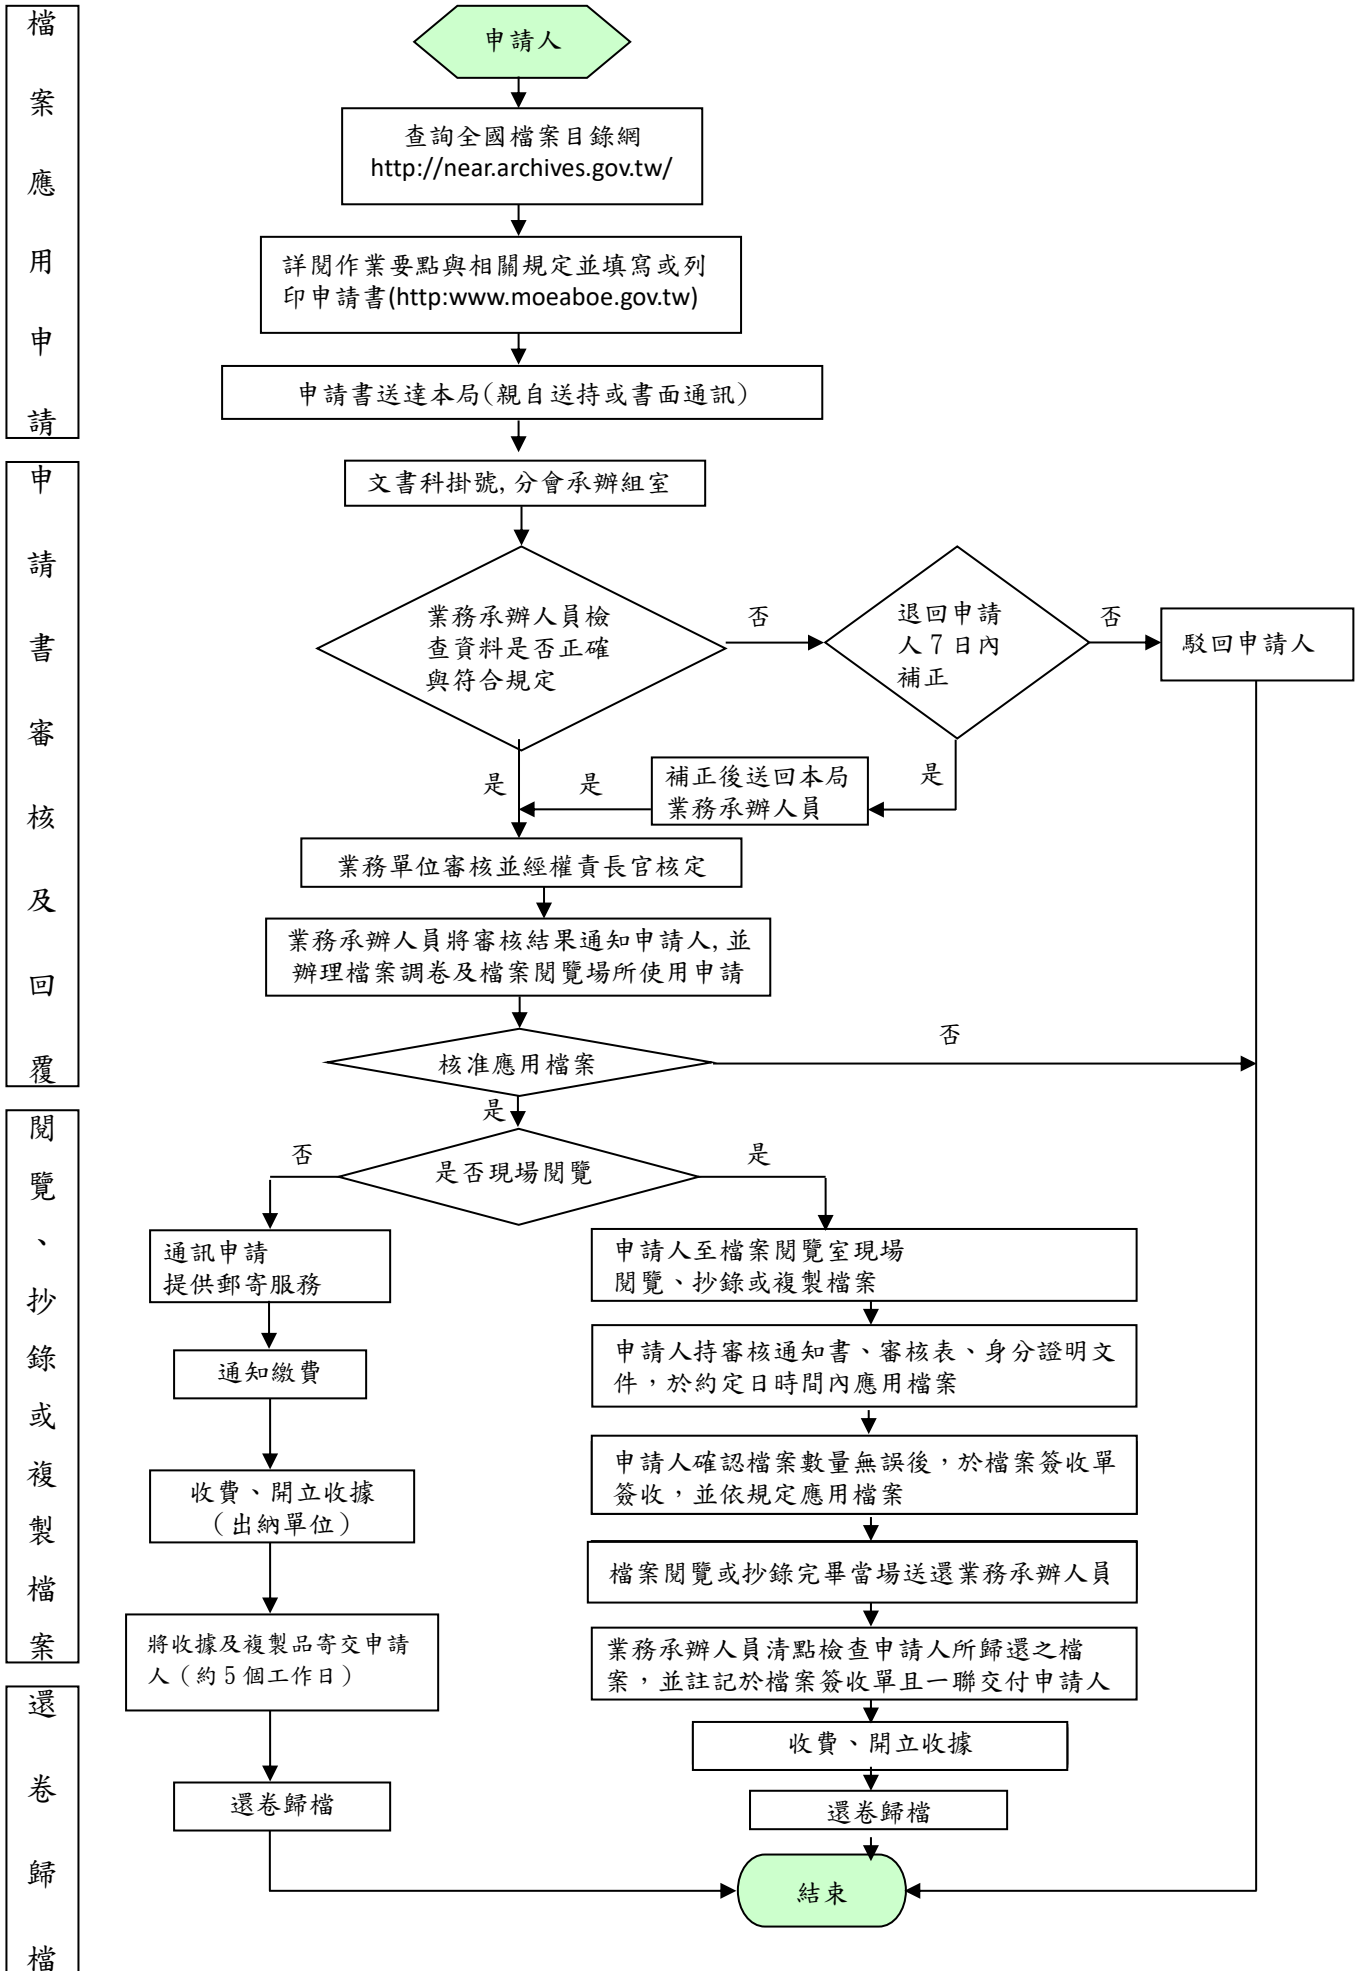 檔案應用申請
申請人
查詢全國檔案目錄網
http://near.archives.gov.tw/
詳閱作業要點與相關規定並填寫或列
印申請書(http:www.moeaboe.gov.tw)
申請書送達本局(親自送持或書面通訊)
申請書審核及回覆
文書科掛號,分會承辦組室
業務承辦人員檢
查資料是否正確
與符合規定
否
退回申請
人7日內
補正
否
駁回申請人
是
是
補正後送回本局
業務承辦人員
是
業務單位審核並經權責長官核定
業務承辦人員將審核結果通知申請人,並
辦理檔案調卷及檔案閱覽場所使用申請
核准應用檔案
否
是
閱覽、抄錄或複製檔案
是否現場閱覽
否
是
通訊申請
提供郵寄服務
通知繳費
收費、開立收據
(出納單位)
將收據及複製品寄交申請
人(約5個工作日)
還卷歸檔
申請人至檔案閱覽室現場
閱覽、抄錄或複製檔案
申請人持審核通知書、審核表、身分證明文
件，於約定日時間內應用檔案
申請人確認檔案數量無誤後，於檔案簽收單
簽收，並依規定應用檔案
檔案閱覽或抄錄完畢當場送還業務承辦人員
業務承辦人員清點檢查申請人所歸還之檔
案，並註記於檔案簽收單且一聯交付申請人
收費、開立收據
還卷歸檔
還卷歸檔
結束